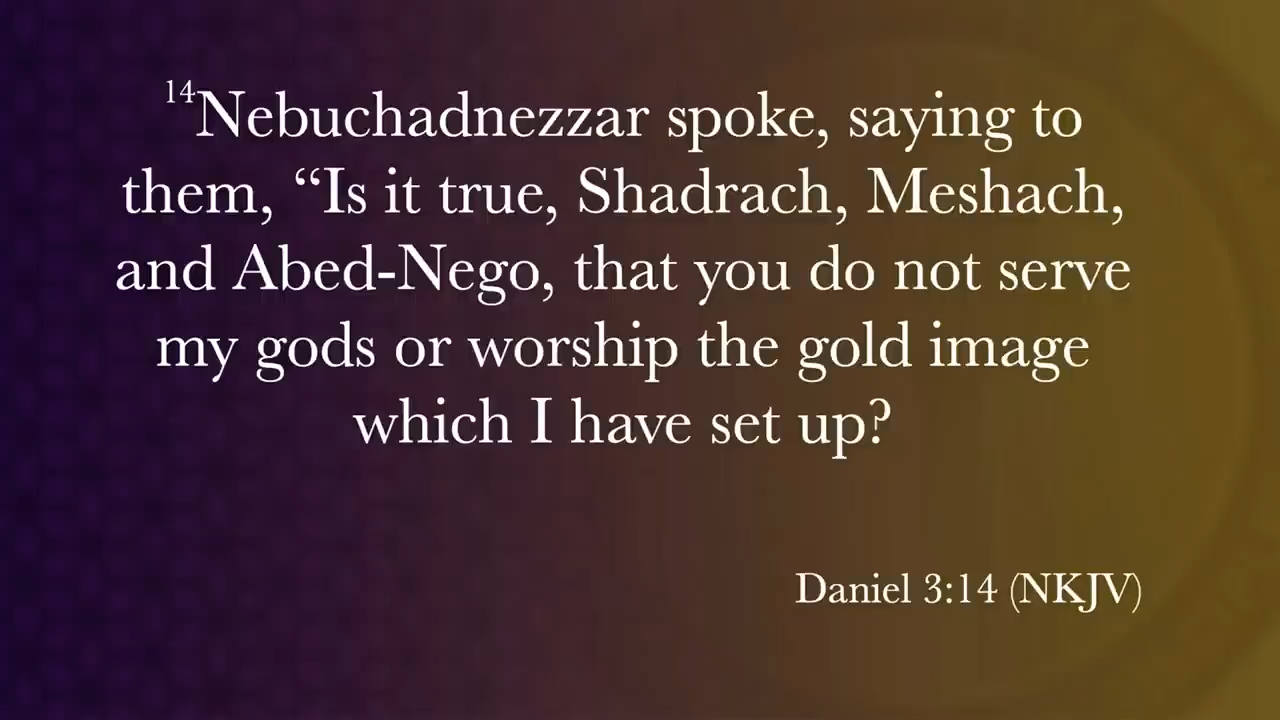 14Nebuchadnezzar spoke, saying to
them, “Is it true, Shadrach, Meshach,
and Abed-Nego, that you do not serve
my gods or worship the gold image
which I have set up?
Daniel 3:14 (NKJV)